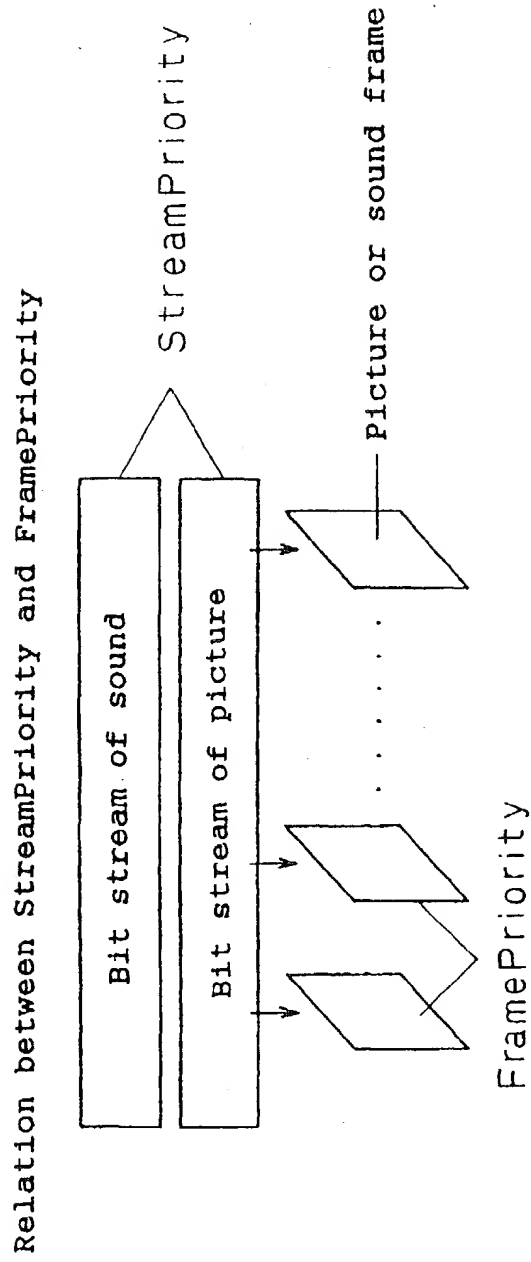 Relation between StreamPriority and FramePriority
Bit stream of sound
StreamPriority
Bit stream of picture
Picture or sound frame
FramePriority